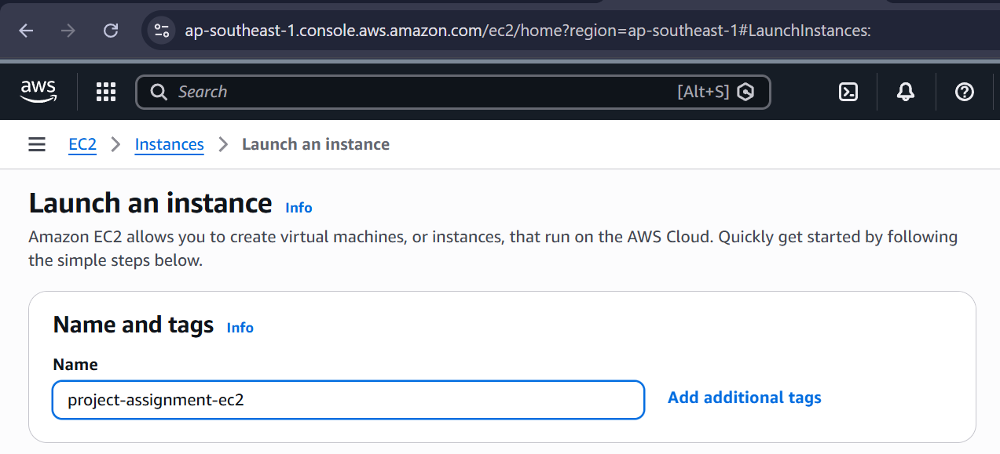 ap-southeast-1.console.aws.amazon.com/ec2/home?region=ap-southeast-1#LaunchInstances:
aws Search [Alt+S]
EC2 Instances Launch an instance
Launch an instance Info
Amazon EC2 allows you to create virtual machines, or instances, that run on the AWS Cloud. Quickly get started by following
the simple steps below.
Name and tags Info
Name
project-assignment-ec2 Add additional tags